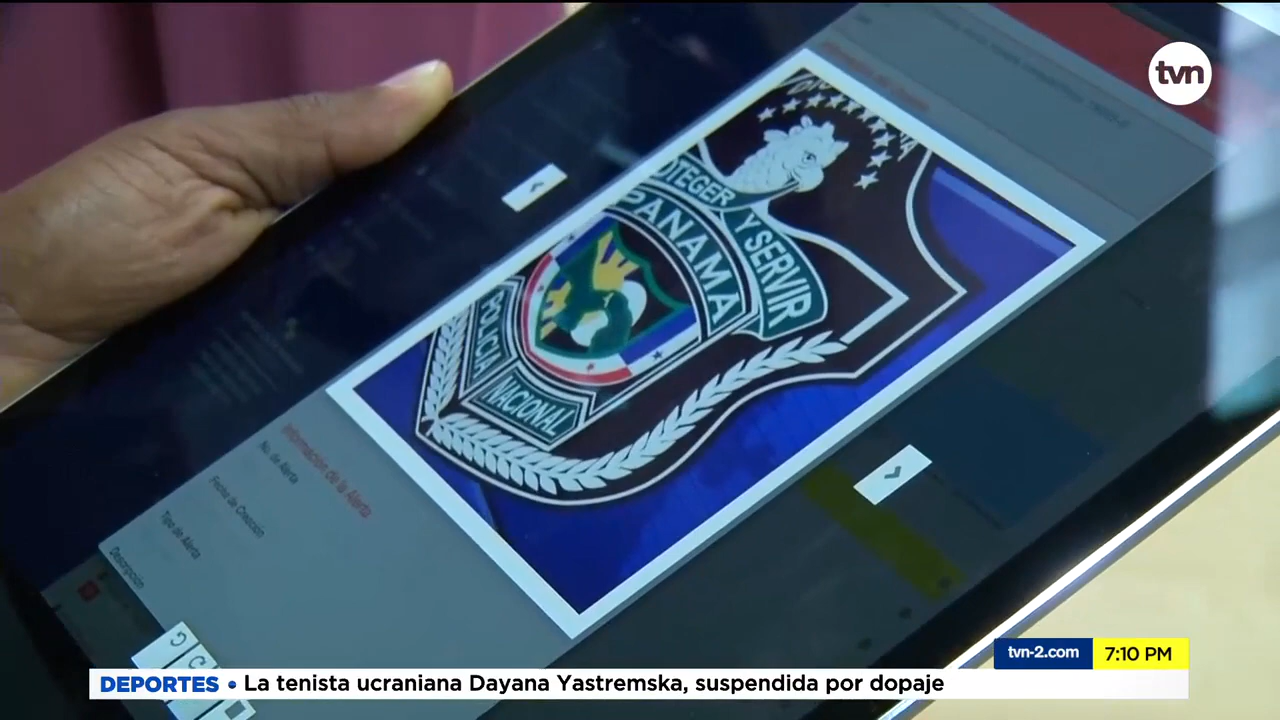 tvn
PROTEGER Y SERVIR
PANAMA
POLICIA NACIONAL
Información de la Alerta
No. de Alerta
Fecha de Creación
Tipo de Alerta
Descripción
tvn-2.com
7:10 PM
DEPORTES • La tenista ucraniana Dayana Yastremska, suspendida por dopaje